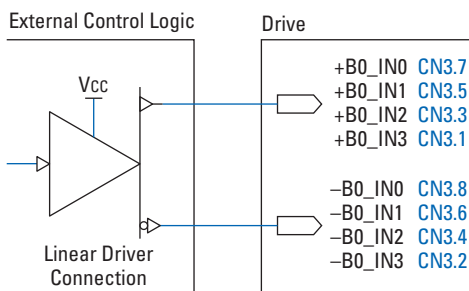 External Control Logic
Drive
Vcc
+B0_IN0 CN3.7
+B0_IN1 CN3.5
+B0_IN2 CN3.3
+B0_IN3 CN3.1
–B0_IN0 CN3.8
–B0_IN1 CN3.6
–B0_IN2 CN3.4
–B0_IN3 CN3.2
Linear Driver
Connection